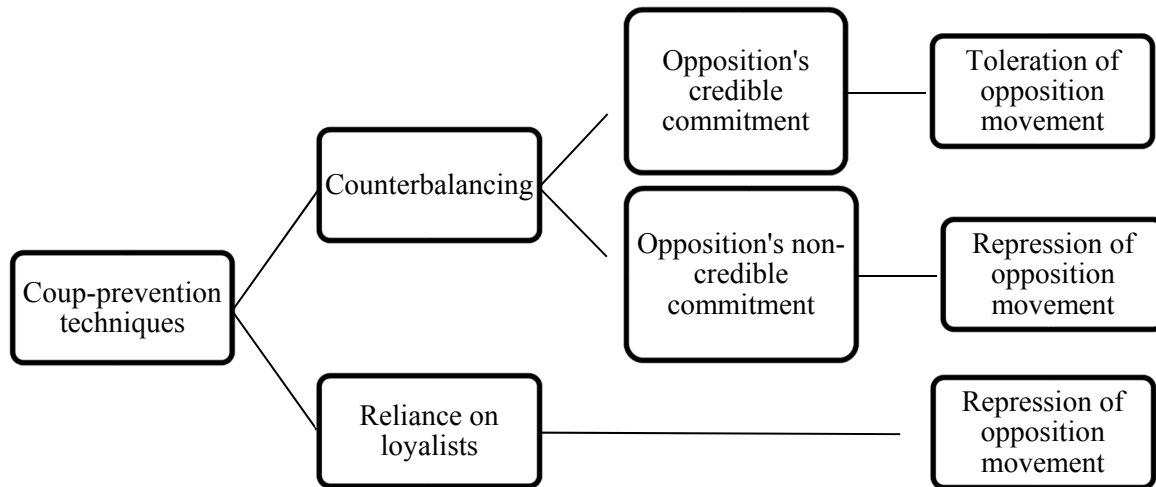 Opposition's
credible
commitment
Toleration of
opposition
movement
Counterbalancing
Opposition's non-
credible
commitment
Repression of
opposition
movement
Coup-prevention
techniques
Reliance on
loyalists
Repression of
opposition
movement